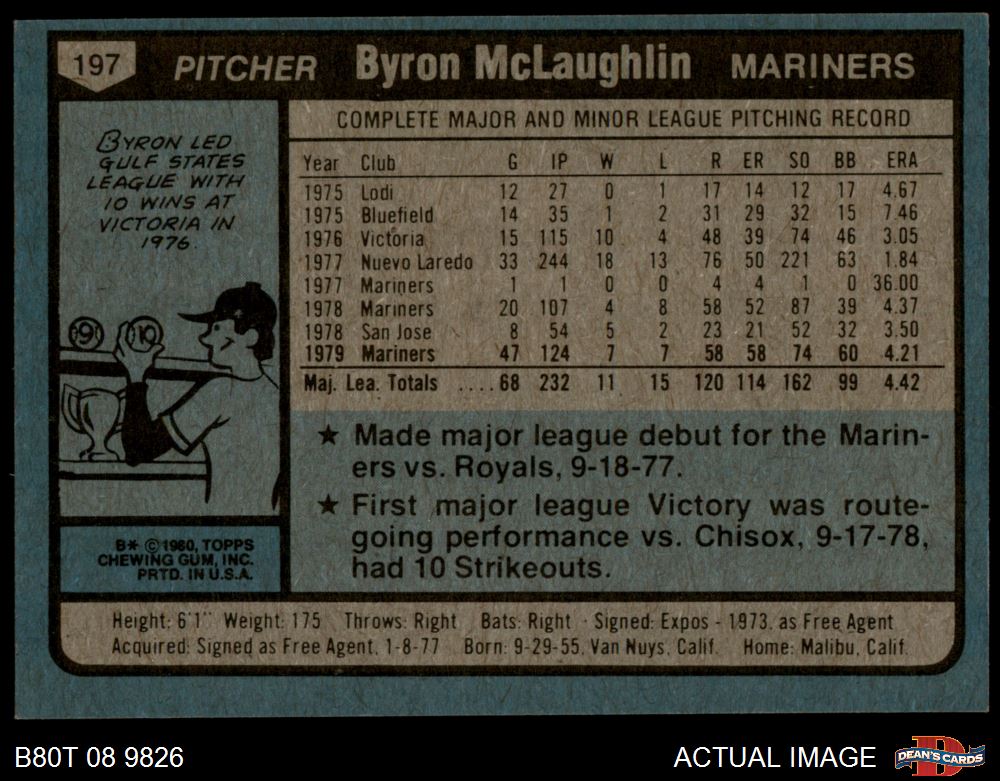 197 PITCHER Byron McLaughlin MARINERS
BYRON LED
GULF STATES
LEAGUE WITH
10 WINS AT
VICTORIA IN
1976.
9 10
B* ©1980, TOPPS
CHEWING GUM, INC.
PRTD. IN U.S.A.
COMPLETE MAJOR AND MINOR LEAGUE PITCHING RECORD
Year Club G IP W L R ER SO BB ERA
1975 Lodi 12 27 0 1 17 14 12 17 4.67
1975 Bluefield 14 35 1 2 31 29 32 15 7.46
1976 Victoria 15 115 10 4 48 39 74 46 3.05
1977 Nuevo Laredo 33 244 18 13 76 50 221 63 1.84
1977 Mariners 1 1 0 0 4 4 1 0 36.00
1978 Mariners 20 107 4 8 58 52 87 39 4.37
1978 San Jose 8 54 5 2 23 21 52 32 3.50
1979 Mariners 47 124 7 7 58 58 74 60 4.21
Maj. Lea. Totals ....68 232 11 15 120 114 162 99 4.42
★ Made major league debut for the Marin-
ers vs. Royals, 9-18-77.
★ First major league Victory was route-
going performance vs. Chisox, 9-17-78,
had 10 Strikeouts.
Height: 6'1" Weight: 175 Throws: Right Bats: Right · Signed: Expos - 1973, as Free Agent
Acquired: Signed as Free Agent, 1-8-77 Born: 9-29-55, Van Nuys, Calif. Home: Malibu, Calif.
B80T 08 9826
ACTUAL IMAGE
D
DEAN'S CARDS